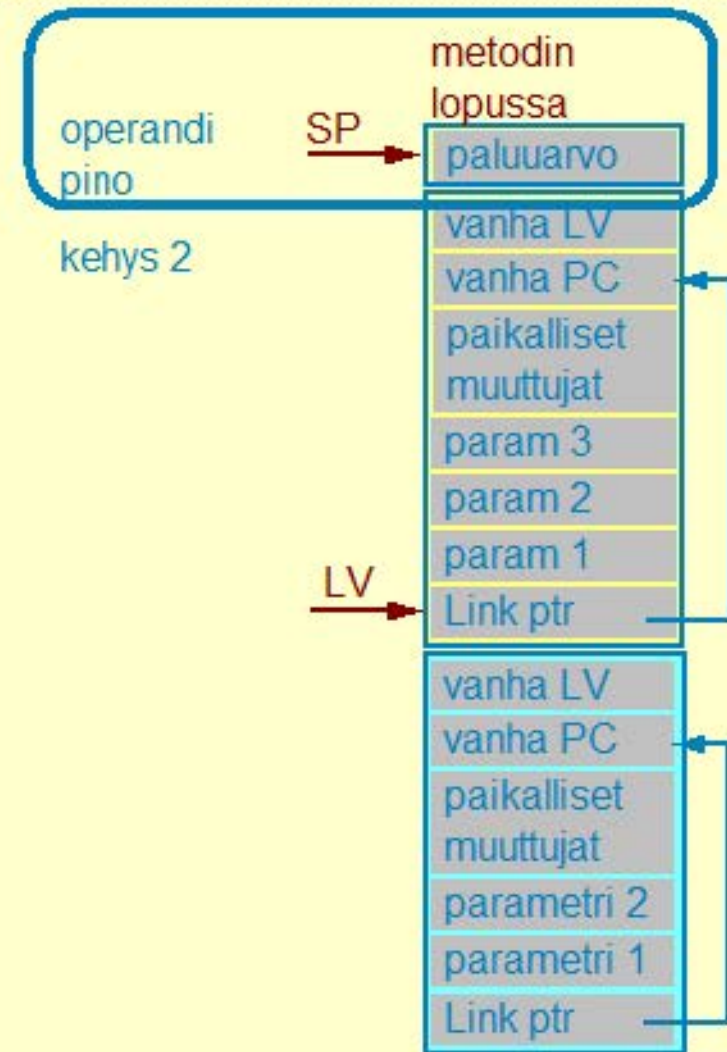 metodin
lopussa
operandi
pino
SP
paluuarvo
kehys 2
vanha LV
vanha PC
paikalliset
muuttujat
param 3
param 2
param 1
LV
Link ptr
vanha LV
vanha PC
paikalliset
muuttujat
parametri 2
parametri 1
Link ptr